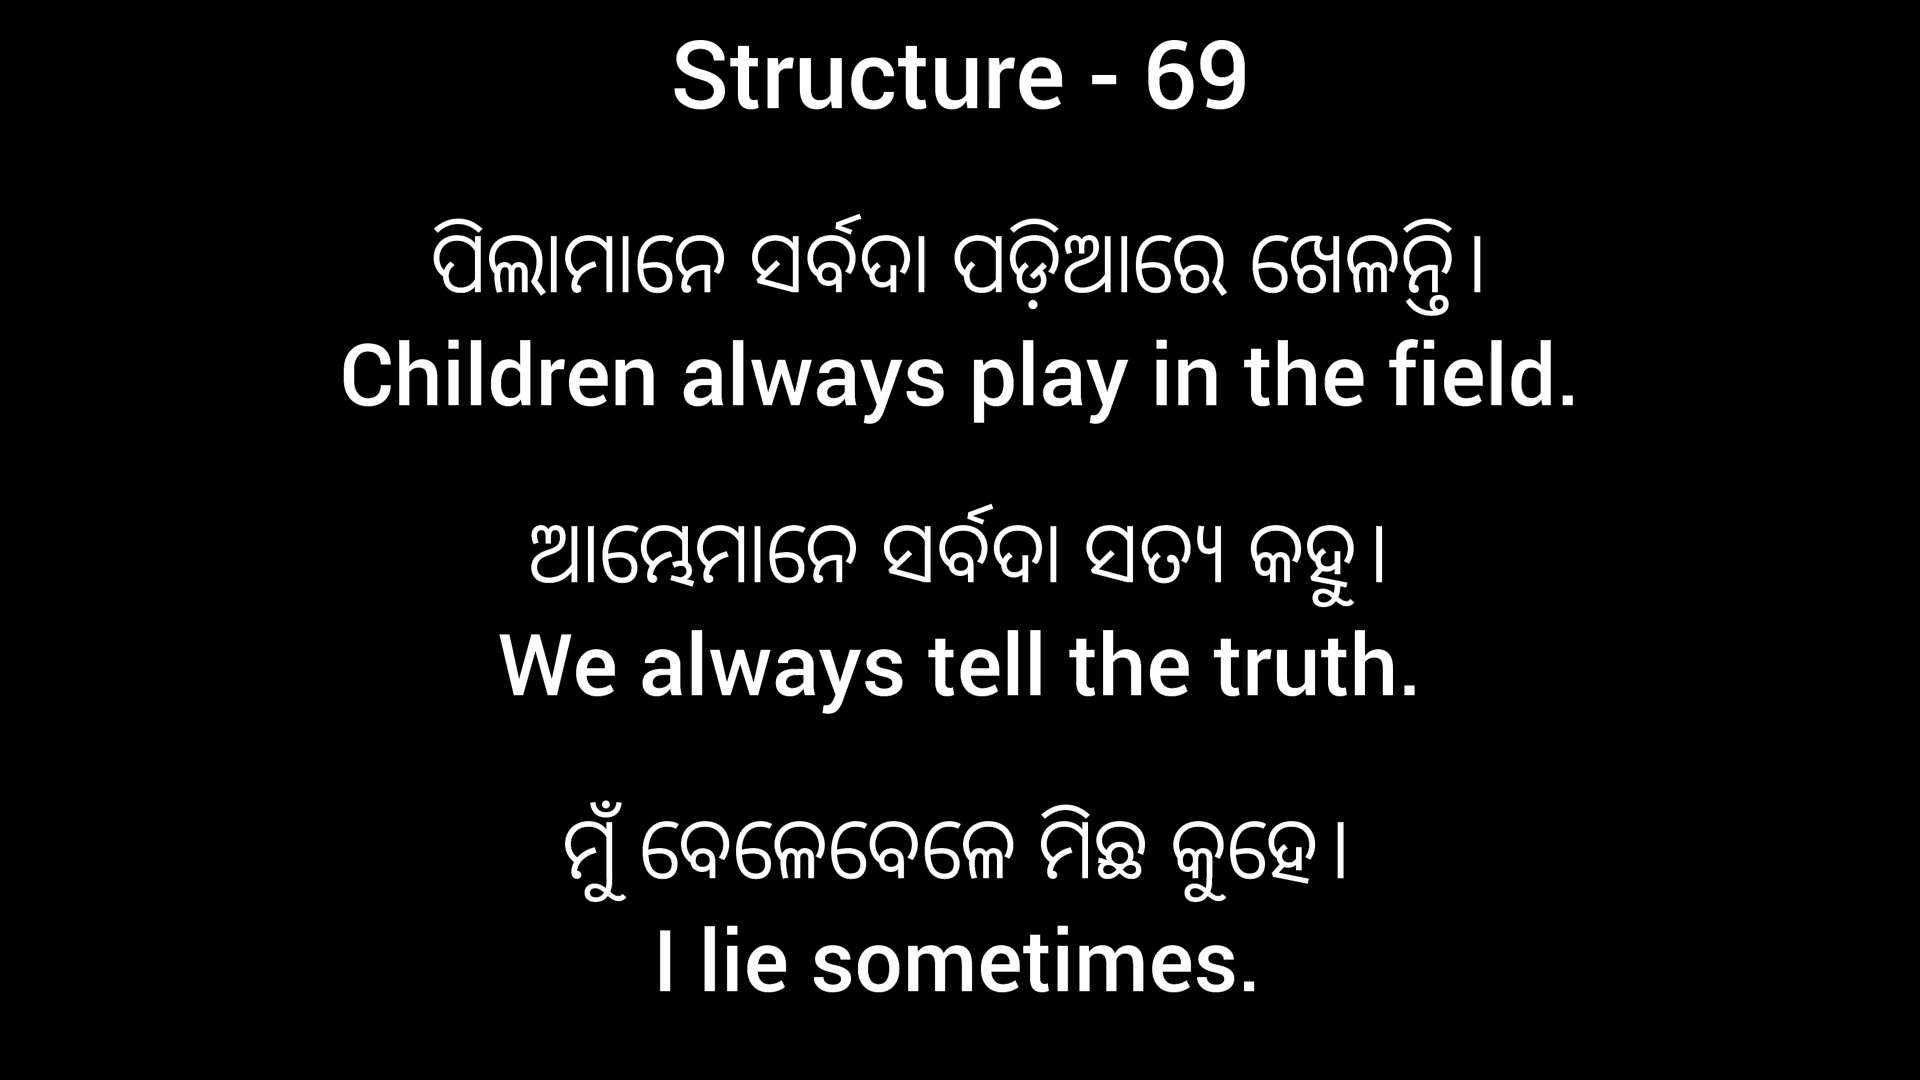 Structure - 69
ପିଲାମାନେ ସର୍ବଦା ପଡ଼ିଆରେ ଖେଳନ୍ତି।
Children always play in the field.
ଆମ୍ଭେମାନେ ସର୍ବଦା ସତ୍ୟ କହୁ।
We always tell the truth.
ମୁଁ ବେଳେବେଳେ ମିଛ କୁହେ।
I lie sometimes.